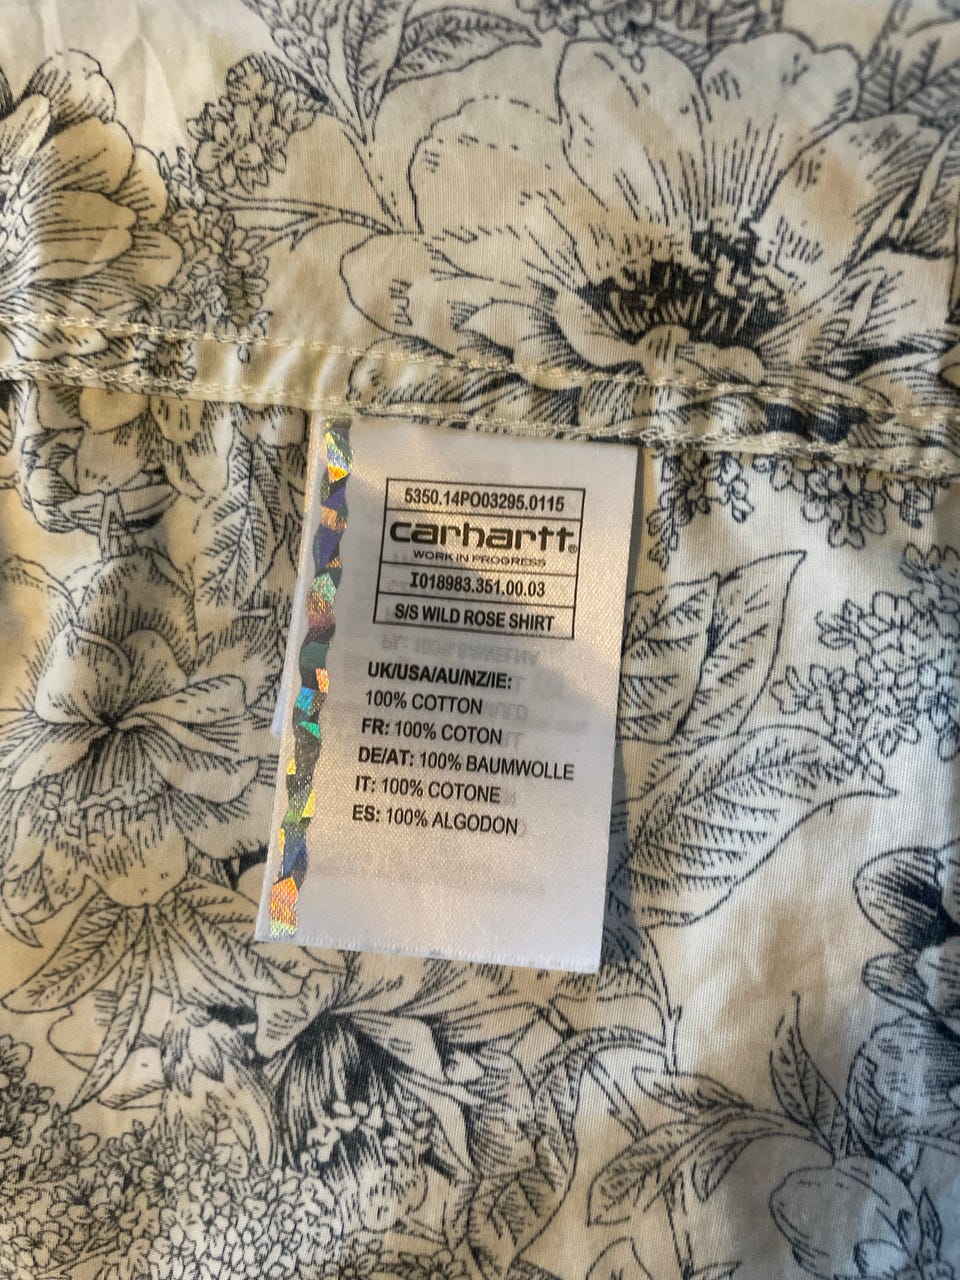 5350.14PO03295.0115
carhartt®
WORK IN PROGRESS
I018983.351.00.03
S/S WILD ROSE SHIRT
UK/USA/AU/NZ/IE:
100% COTTON
FR: 100% COTON
DE/AT: 100% BAUMWOLLE
IT: 100% COTONE
ES: 100% ALGODON